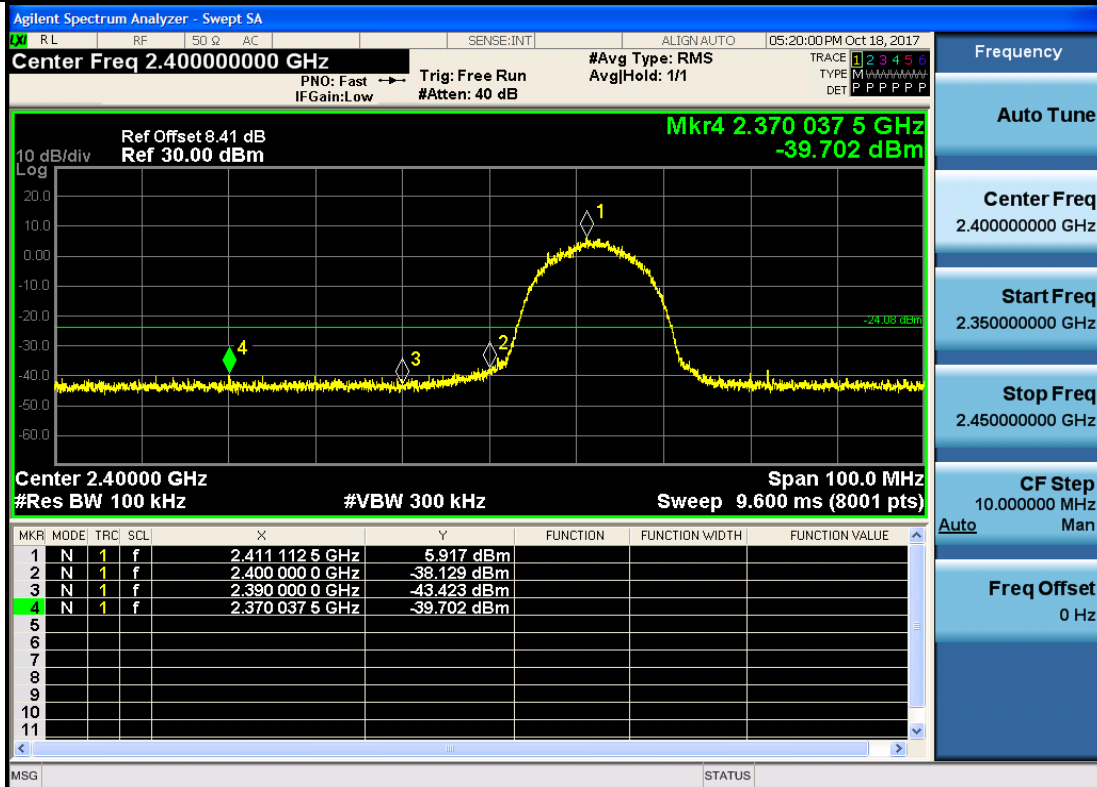 Agilent Spectrum Analyzer - Swept SA
LXI RL RF 50 Ω AC SENSE:INT ALIGN AUTO 05:20:00 PM Oct 18, 2017
Center Freq 2.400000000 GHz
PNO: Fast
IFGain:Low
Trig: Free Run
#Atten: 40 dB
#Avg Type: RMS
Avg|Hold: 1/1
TRACE 1 2 3 4 5 6
TYPE M WWWWW
DET P P P P P P
Ref Offset 8.41 dB
10 dB/div Ref 30.00 dBm
Log
Mkr4 2.370 037 5 GHz
-39.702 dBm
20.0
10.0
0.00
-10.0
-20.0
-30.0
-40.0
-50.0
-60.0
1
-24.08 dBm
2
3
4
Center 2.40000 GHz Span 100.0 MHz
#Res BW 100 kHz #VBW 300 kHz Sweep 9.600 ms (8001 pts)
MKR MODE TRC SCL X Y FUNCTION FUNCTION WIDTH FUNCTION VALUE
1 N 1 f 2.411 112 5 GHz 5.917 dBm
2 N 1 f 2.400 000 0 GHz -38.129 dBm
3 N 1 f 2.390 000 0 GHz -43.423 dBm
4 N 1 f 2.370 037 5 GHz -39.702 dBm
5
6
7
8
9
10
11
MSG STATUS
Frequency
Auto Tune
Center Freq
2.400000000 GHz
Start Freq
2.350000000 GHz
Stop Freq
2.450000000 GHz
CF Step
10.000000 MHz
Auto Man
Freq Offset
0 Hz